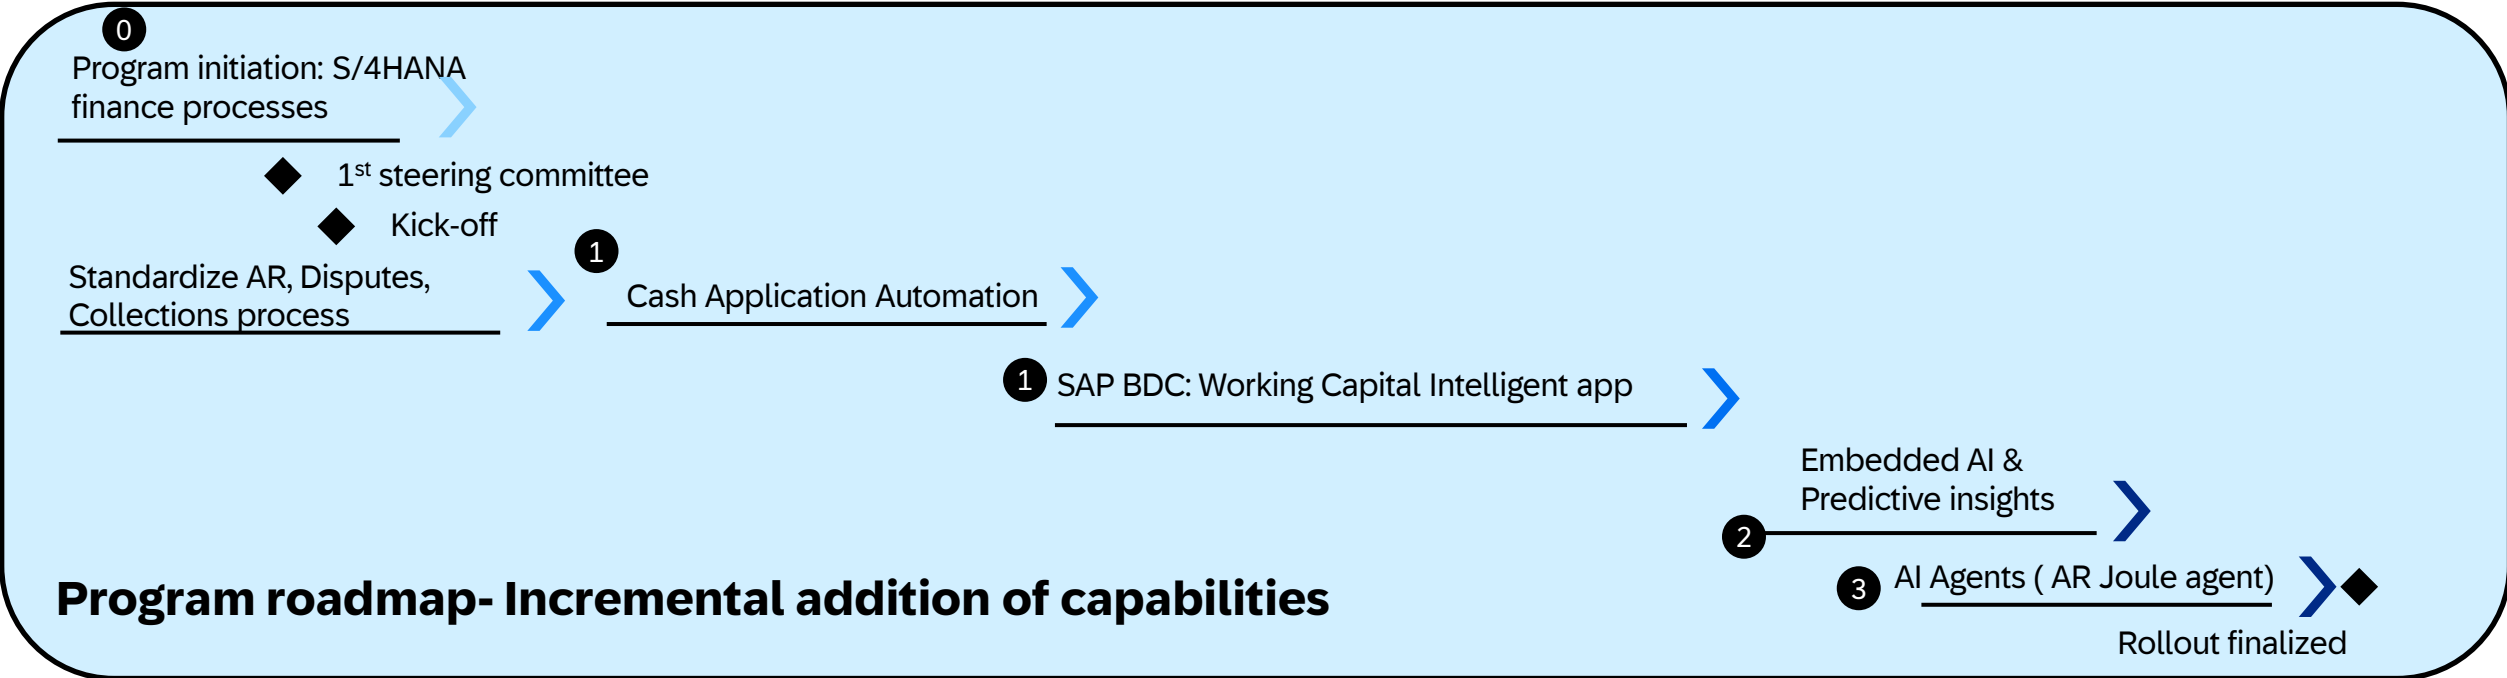 0
Program initiation: S/4HANA
finance processes
1st steering committee
Kick-off
Standardize AR, Disputes,
Collections process
1
Cash Application Automation
1
SAP BDC: Working Capital Intelligent app
Embedded AI &
Predictive insights
2
3
AI Agents ( AR Joule agent)
Program roadmap- Incremental addition of capabilities
Rollout finalized